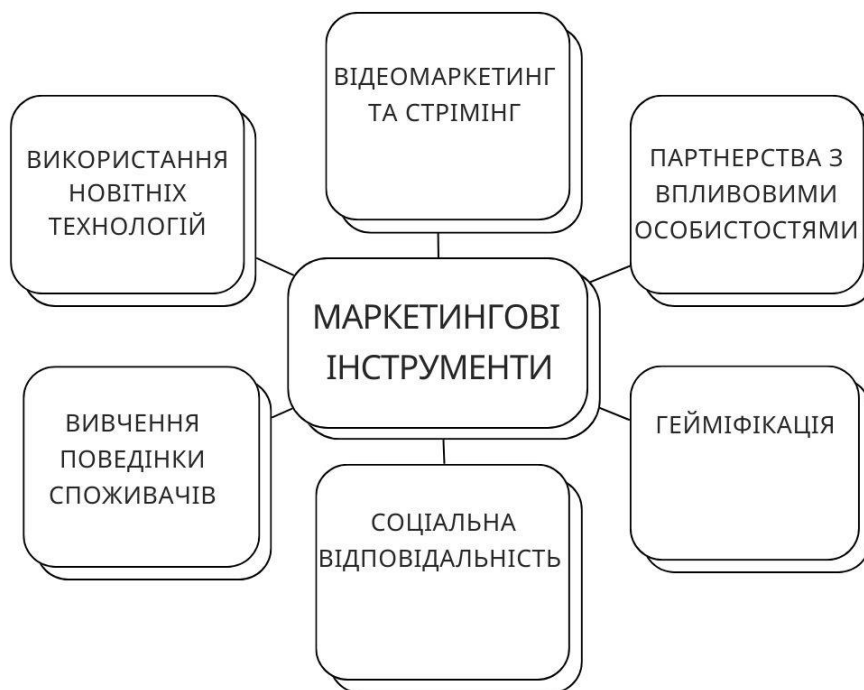 ВІДЕОМАРКЕТИНГ
ТА СТРІМІНГ
ВИКОРИСТАННЯ
НОВІТНІХ
ТЕХНОЛОГІЙ
ПАРТНЕРСТВА З
ВПЛИВОВИМИ
ОСОБИСТОСТЯМИ
МАРКЕТИНГОВІ
ІНСТРУМЕНТИ
ВИВЧЕННЯ
ПОВЕДІНКИ
СПОЖИВАЧІВ
ГЕЙМІФІКАЦІЯ
СОЦІАЛЬНА
ВІДПОВІДАЛЬНІСТЬ